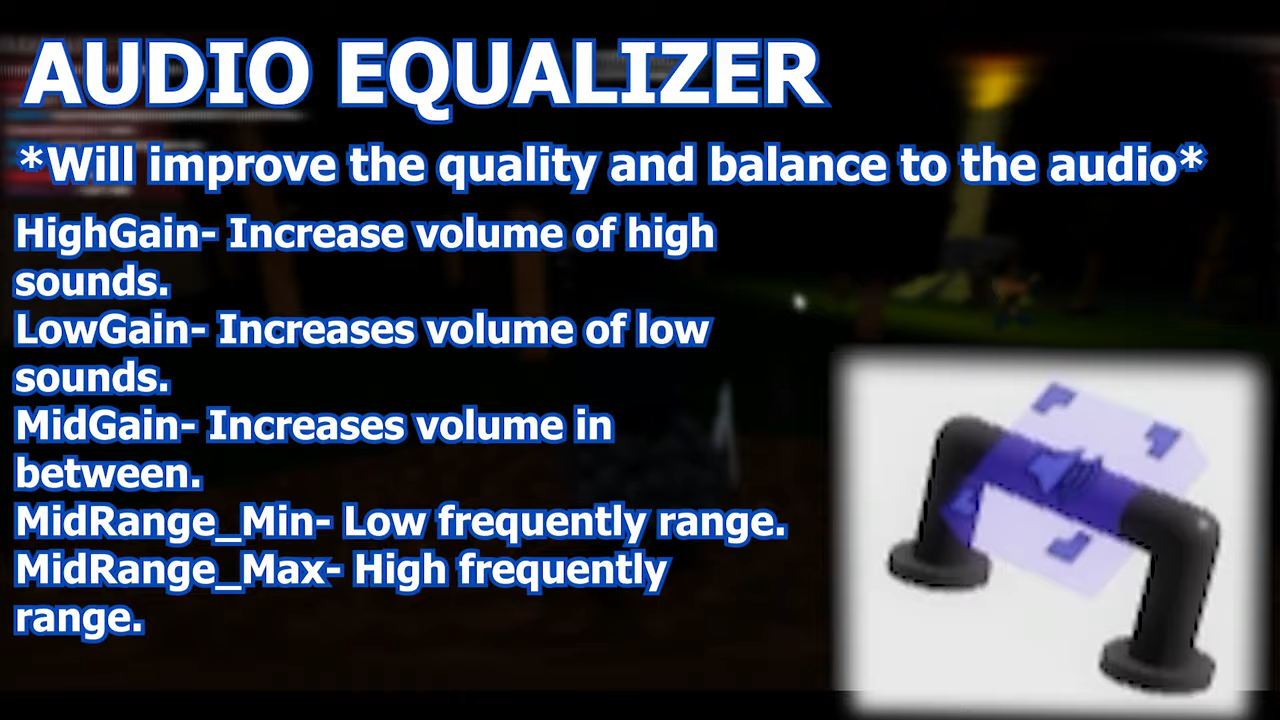 AUDIO EQUALIZER
*Will improve the quality and balance to the audio*
HighGain- Increase volume of high
sounds.
LowGain- Increases volume of low
sounds.
MidGain- Increases volume in
between.
MidRange_Min- Low frequently range.
MidRange_Max- High frequently
range.